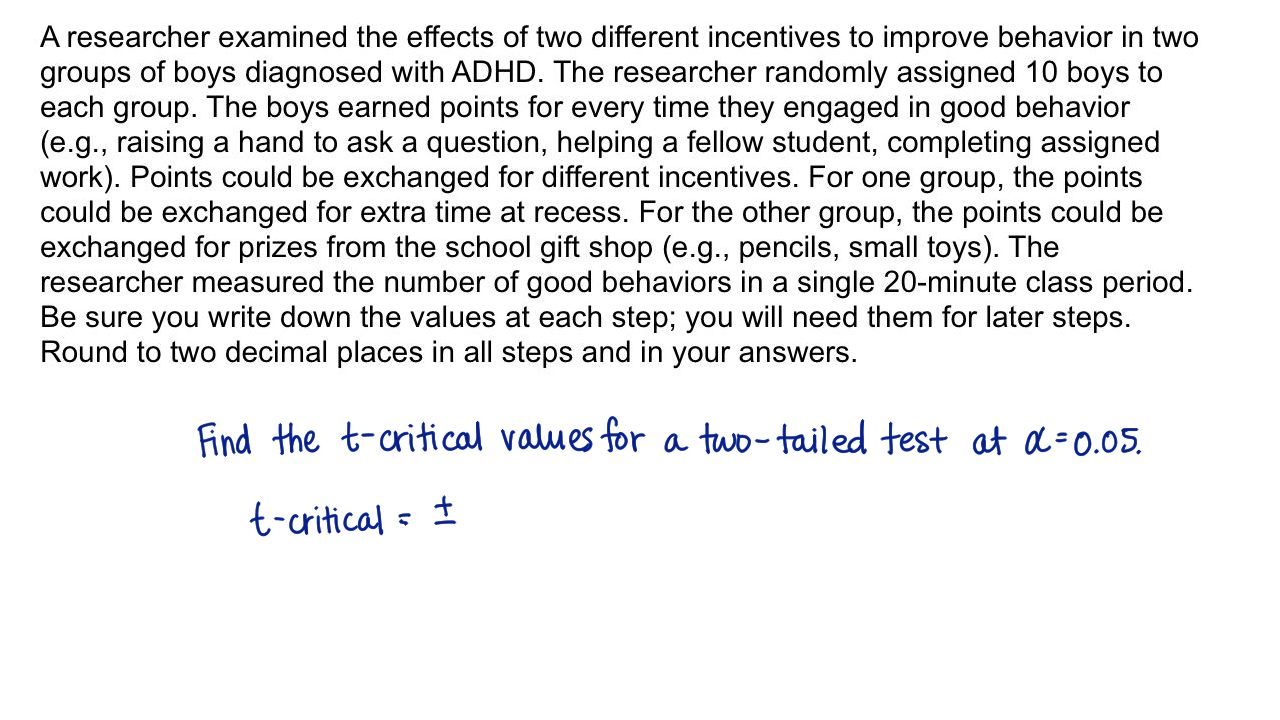 A researcher examined the effects of two different incentives to improve behavior in two
groups of boys diagnosed with ADHD. The researcher randomly assigned 10 boys to
each group. The boys earned points for every time they engaged in good behavior
(e.g., raising a hand to ask a question, helping a fellow student, completing assigned
work). Points could be exchanged for different incentives. For one group, the points
could be exchanged for extra time at recess. For the other group, the points could be
exchanged for prizes from the school gift shop (e.g., pencils, small toys). The
researcher measured the number of good behaviors in a single 20-minute class period.
Be sure you write down the values at each step; you will need them for later steps.
Round to two decimal places in all steps and in your answers.
Find the t-critical values for a two-tailed test at α=0.05.
t-critical = ±